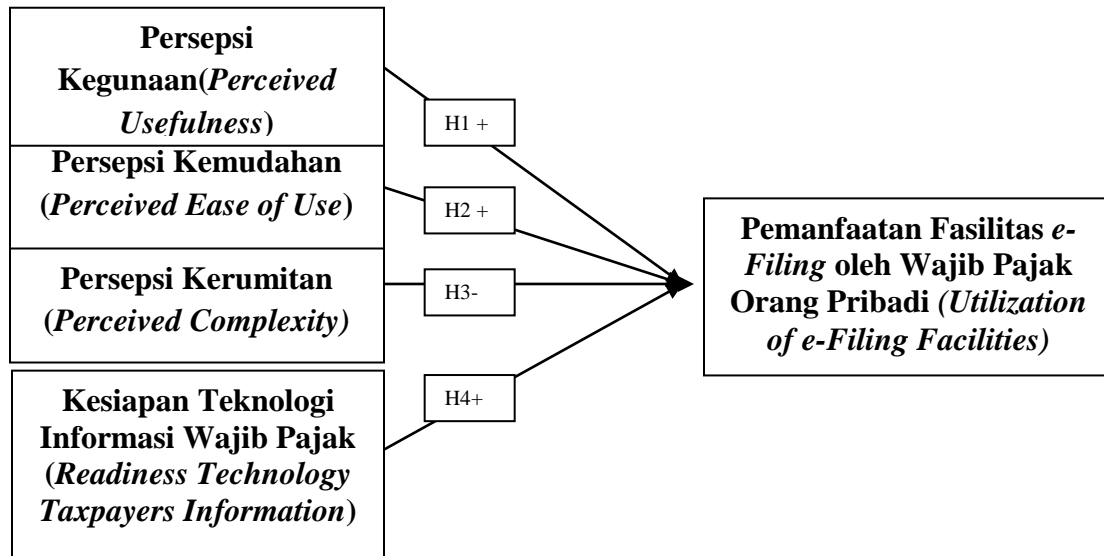 Persepsi
Kegunaan(Perceived
Usefulness)
H1 +
Persepsi Kemudahan
(Perceived Ease of Use)
H2 +
Persepsi Kerumitan
(Perceived Complexity)
H3-
Kesiapan Teknologi
Informasi Wajib Pajak
(Readiness Technology
Taxpayers Information)
H4+
Pemanfaatan Fasilitas e-
Filing oleh Wajib Pajak
Orang Pribadi (Utilization
of e-Filing Facilities)